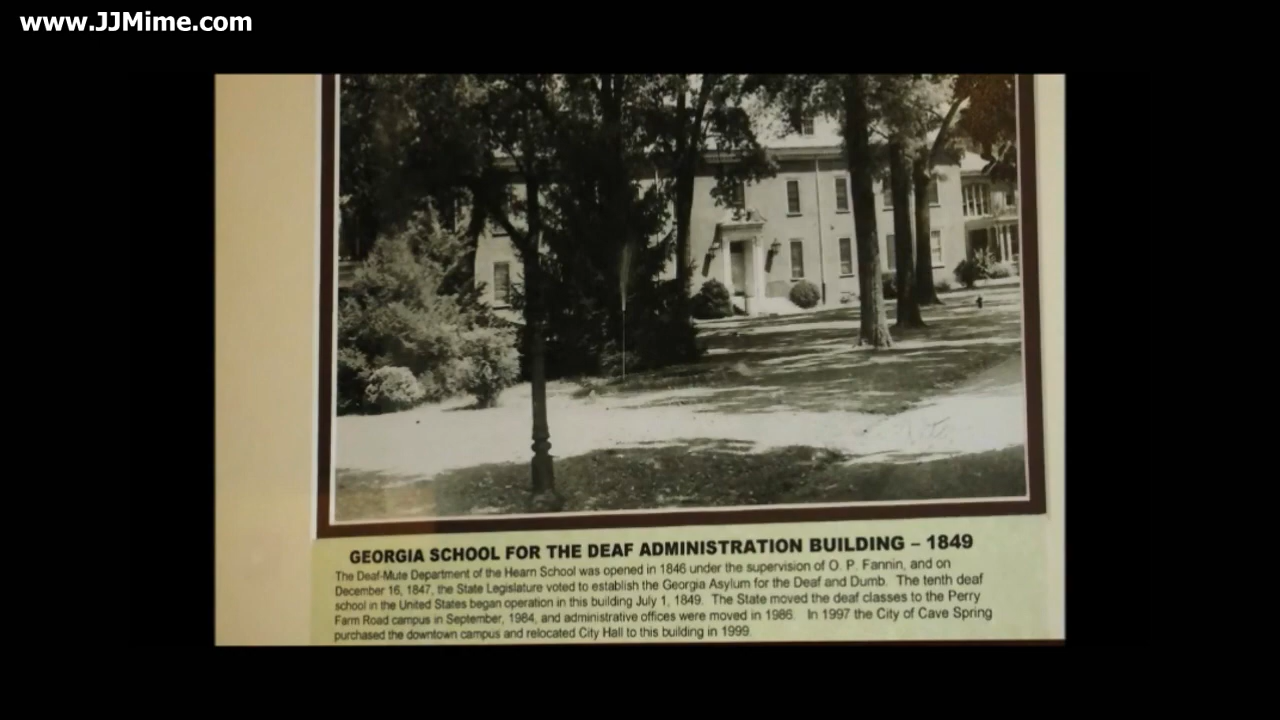 www.JJMime.com
GEORGIA SCHOOL FOR THE DEAF ADMINISTRATION BUILDING – 1849
The Deaf-Mute Department of the Hearn School was opened in 1846 under the supervision of O. P. Fannin, and on
December 16, 1847, the State Legislature voted to establish the Georgia Asylum for the Deaf and Dumb. The tenth deaf
school in the United States began operation in this building July 1, 1849. The State moved the deaf classes to the Perry
Farm Road campus in September, 1984, and administrative offices were moved in 1986. In 1997 the City of Cave Spring
purchased the downtown campus and relocated City Hall to this building in 1999.